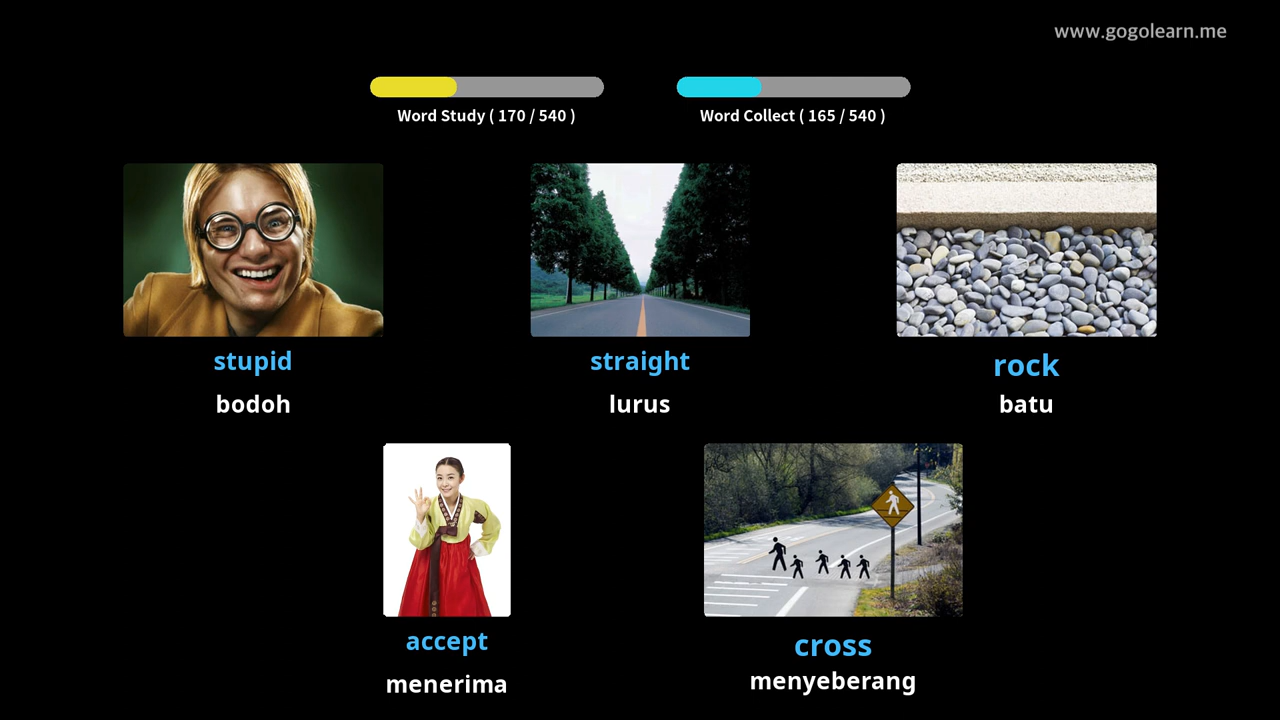 www.gogolearn.me
Word Study ( 170 / 540 )
Word Collect ( 165 / 540 )
stupid
bodoh
straight
lurus
rock
batu
accept
menerima
cross
menyeberang